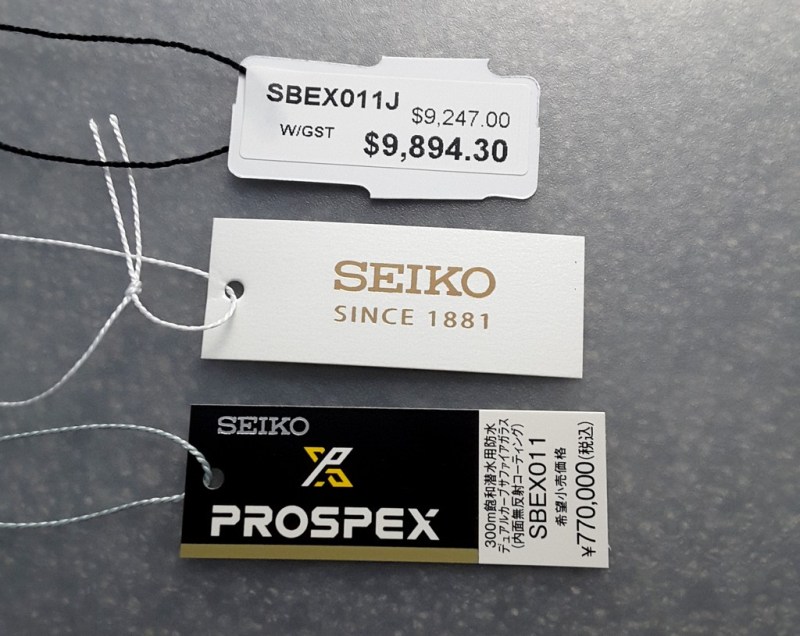 SBEX011J
$9,247.00
W/GST
$9,894.30
SEIKO
SINCE 1881
SEIKO
PROSPEX
300m飽和潜水用防水
デュアルカーブサファイアガラス
(内面無反射コーティング)
SBEX011
希望小売価格
¥770,000(税込)